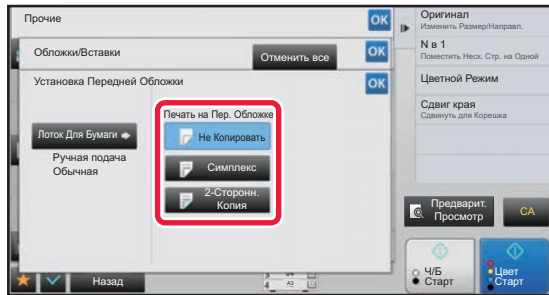 Прочие
OK
Обложки/Вставки
Отменить все
OK
Установка Передней Обложки
OK
Лоток Для Бумаги
Ручная подача
Обычная
Печать на Пер. Обложке
Не Копировать
Симплекс
2-Сторонн.
Копия
Назад
Оригинал
Изменить Размер/Направл.
N в 1
Поместить Неск. Стр. на Одной
Цветной Режим
Сдвиг края
Сдвинуть для Корешка
Предварит.
Просмотр
CA
Ч/Б
Старт
Цвет
Старт